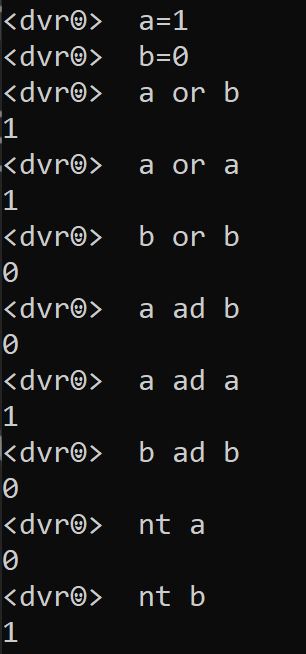 <dvr☺>  a=1
<dvr☺>  b=0
<dvr☺>  a or b
1
<dvr☺>  a or a
1
<dvr☺>  b or b
0
<dvr☺>  a ad b
0
<dvr☺>  a ad a
1
<dvr☺>  b ad b
0
<dvr☺>  nt a
0
<dvr☺>  nt b
1